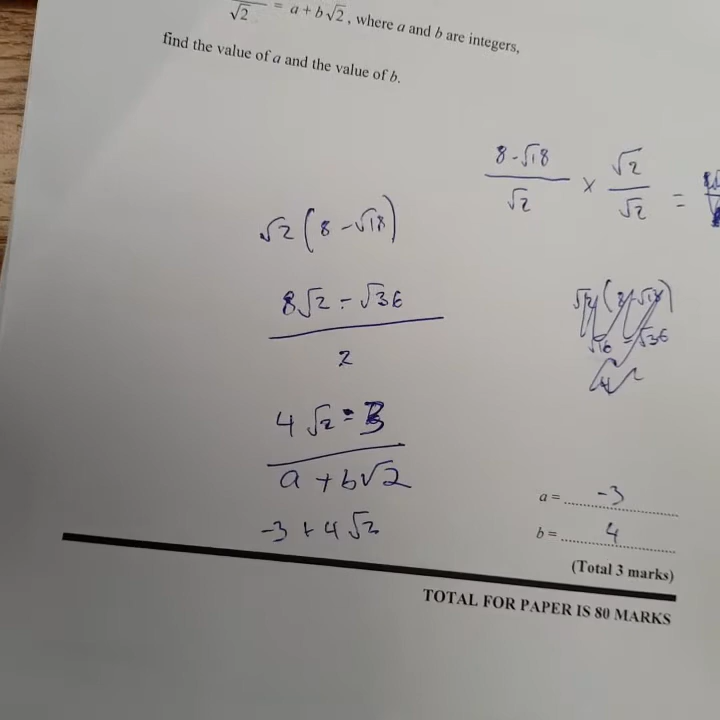 √2 = a + b√2, where a and b are integers,
find the value of a and the value of b.
8 - √18 / √2 × √2 / √2 =
√2 (8 - √18)
8√2 - √36
2
4√2 - 3
a + b√2
-3 + 4√2
a = -3
b = 4
(Total 3 marks)
TOTAL FOR PAPER IS 80 MARKS